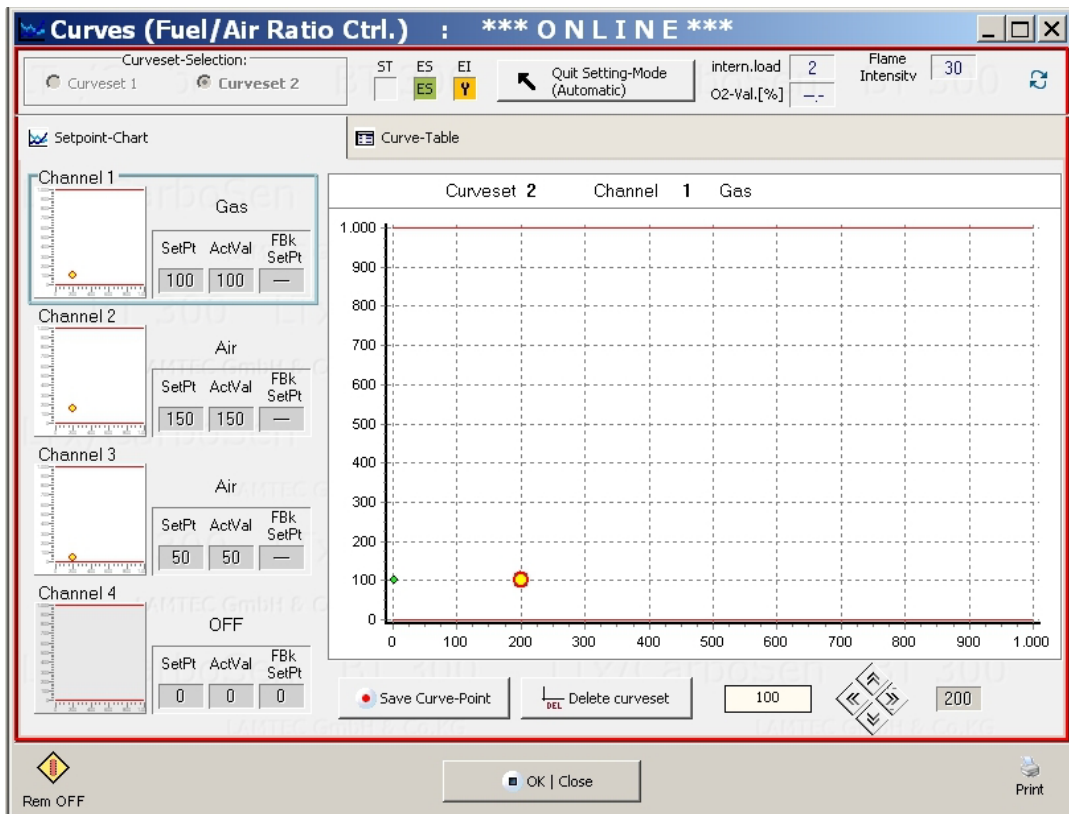 Curves (Fuel/Air Ratio Ctrl.) : *** O N L I N E ***
Curveset-Selection:
Curveset 1 Curveset 2
ST ES EI
ES Y
Quit Setting-Mode
(Automatic)
intern.load 2
O2-Val.[%] --.-
Flame
Intensity 30
Setpoint-Chart
Curve-Table
Channel 1
Gas
SetPt ActVal FBk
SetPt
100 100 ---
Channel 2
Air
SetPt ActVal FBk
SetPt
150 150 ---
Channel 3
Air
SetPt ActVal FBk
SetPt
50 50 ---
Channel 4
OFF
SetPt ActVal FBk
SetPt
0 0 0
Curveset 2 Channel 1 Gas
1.000
900
800
700
600
500
400
300
200
100
0
0 100 200 300 400 500 600 700 800 900 1.000
Save Curve-Point
DEL Delete curveset
100
200
Rem OFF
OK | Close
Print